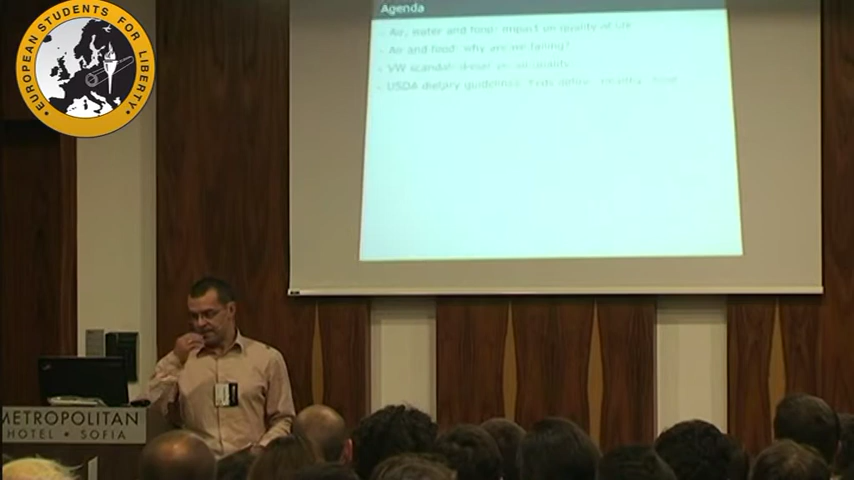 EUROPEAN STUDENTS FOR LIBERTY
Agenda
Air, water and food: impact on quality of life
Air and food: why are we failing?
VW scandal: diesel vs. air quality
USDA dietary guidelines:
METROPOLITAN
HOTEL • SOFIA